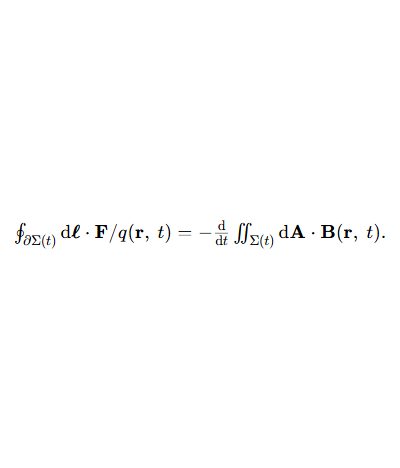 ∮_{∂Σ(t)} dℓ · F/q(r, t) = − d/dt ∬_{Σ(t)} dA · B(r, t).